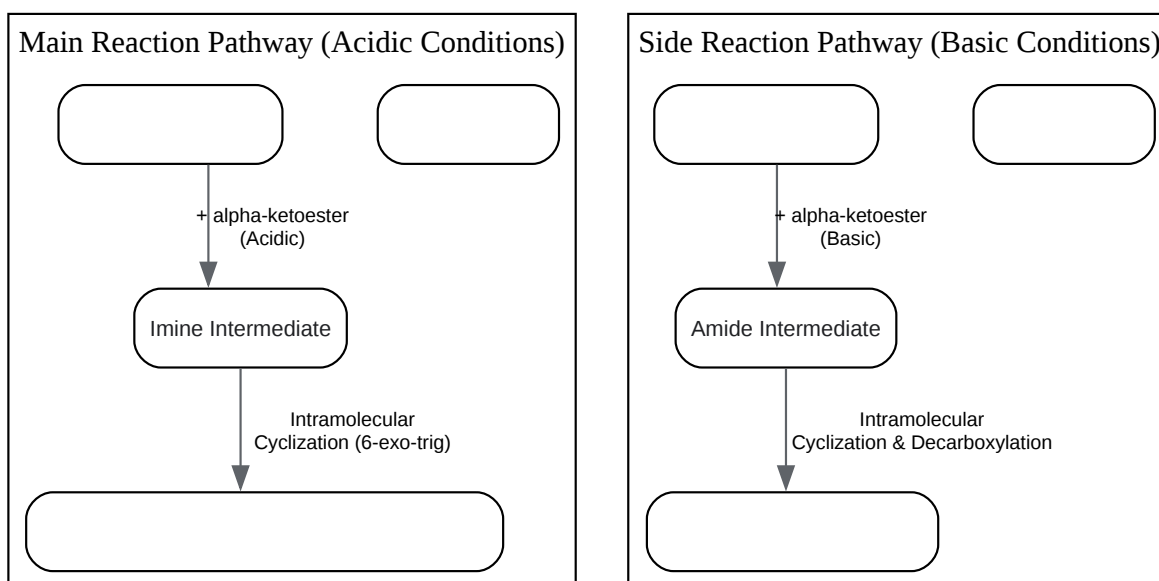 Main Reaction Pathway (Acidic Conditions)
+ alpha-ketoester
(Acidic)
Imine Intermediate
Intramolecular
Cyclization (6-exo-trig)
Side Reaction Pathway (Basic Conditions)
+ alpha-ketoester
(Basic)
Amide Intermediate
Intramolecular
Cyclization & Decarboxylation